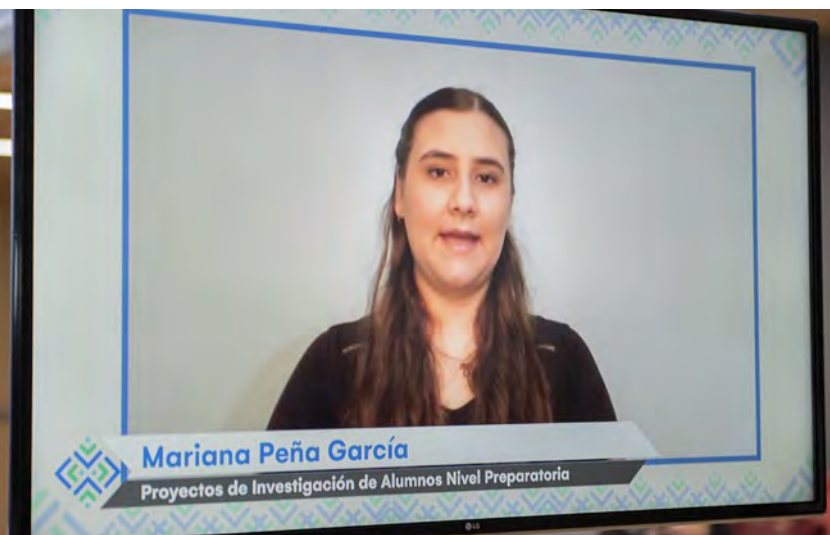 Mariana Peña García
Proyectos de Investigación de Alumnos Nivel Preparatoria
LG